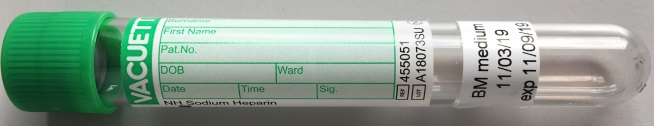 VACUETT
Surname
First Name
Pat.No.
DOB Ward
Date Time Sig.
NH Sodium Heparin
REF 455051
LOT A18073SU
BM medium
11/03/19
exp 11/09/19